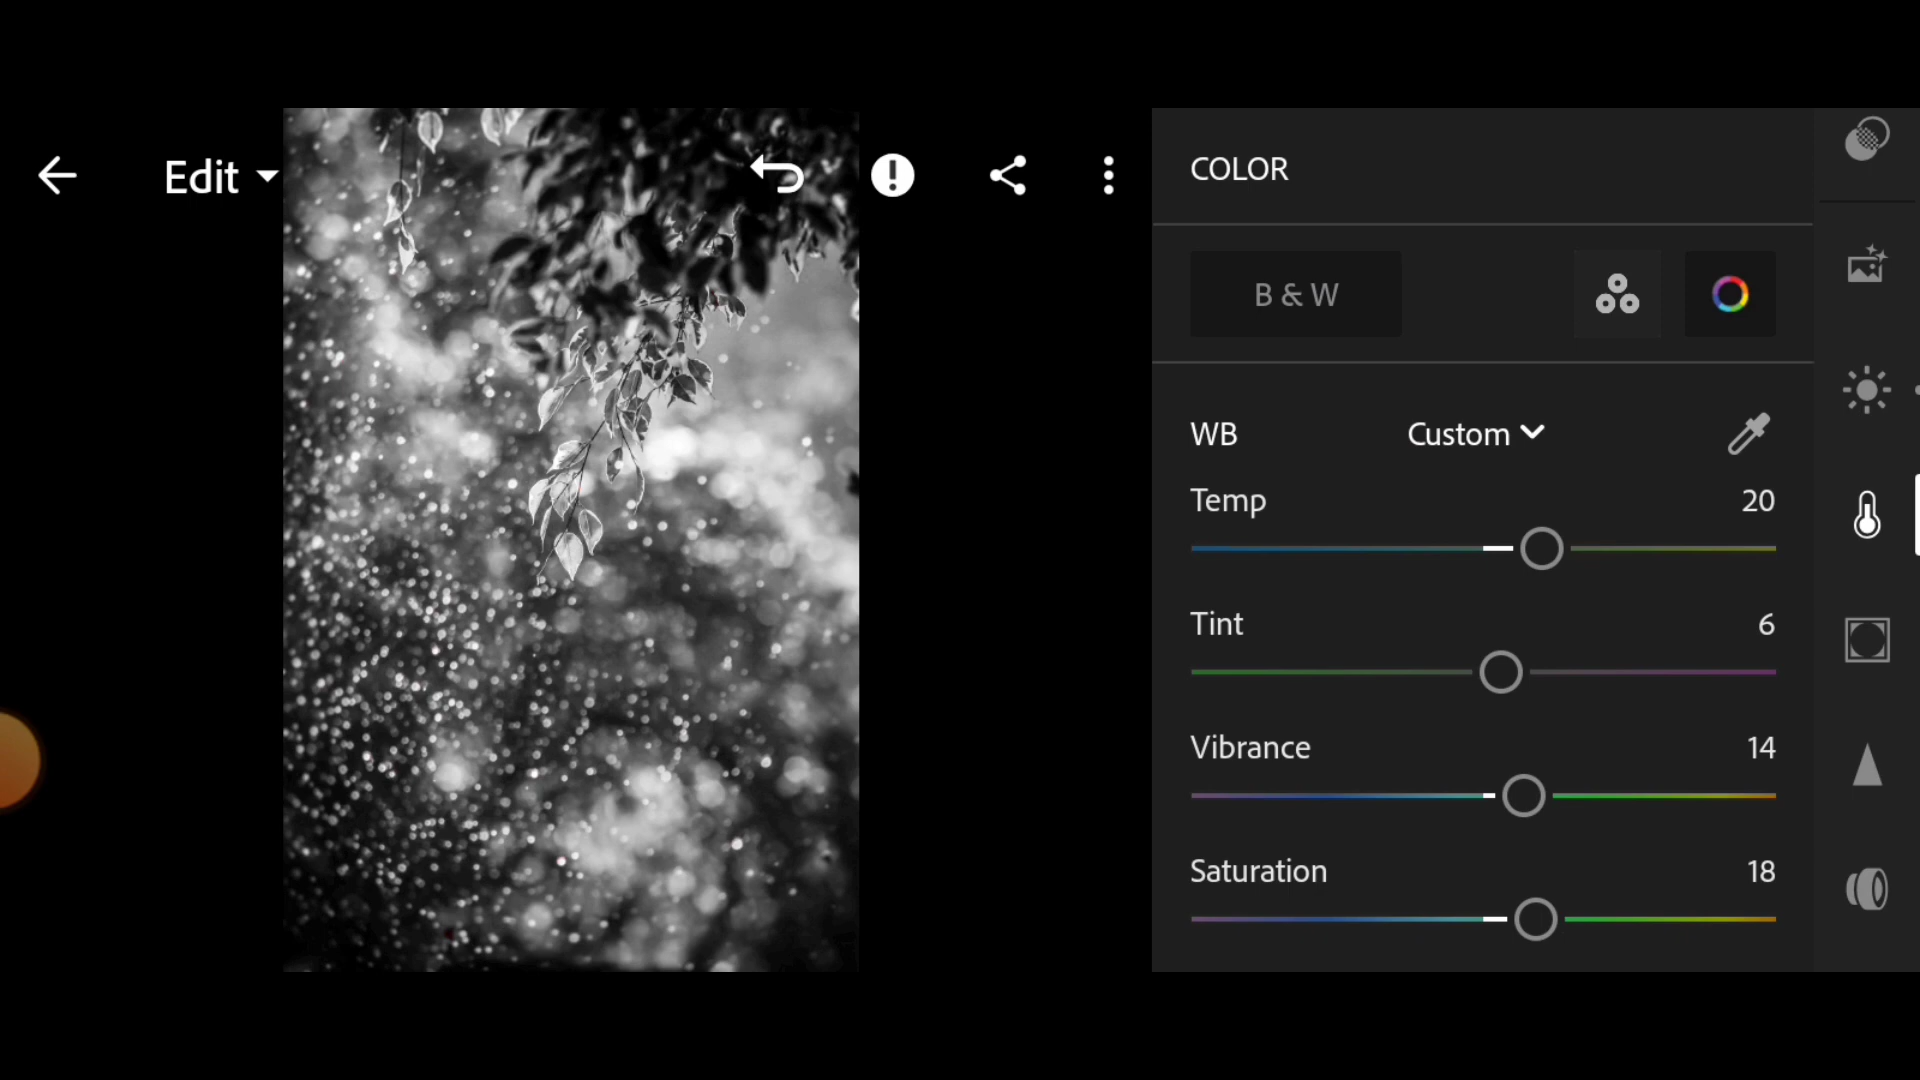 Edit
COLOR
B & W
WB Custom
Temp 20
Tint 6
Vibrance 14
Saturation 18